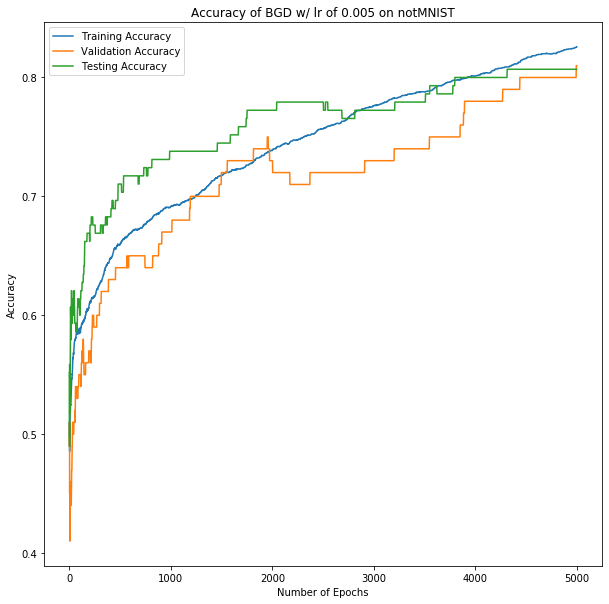 Accuracy of BGD w/ lr of 0.005 on notMNIST
Training Accuracy
Validation Accuracy
Testing Accuracy
0.8
0.7
0.6
0.5
0.4
Accuracy
0 1000 2000 3000 4000 5000
Number of Epochs